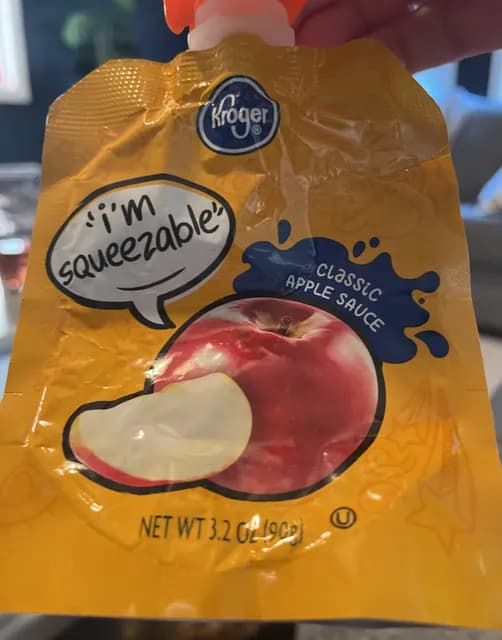 Kroger®
"i'm
squeezable"
classic
APPLE SAUCE
NET WT 3.2 OZ (90g)
U